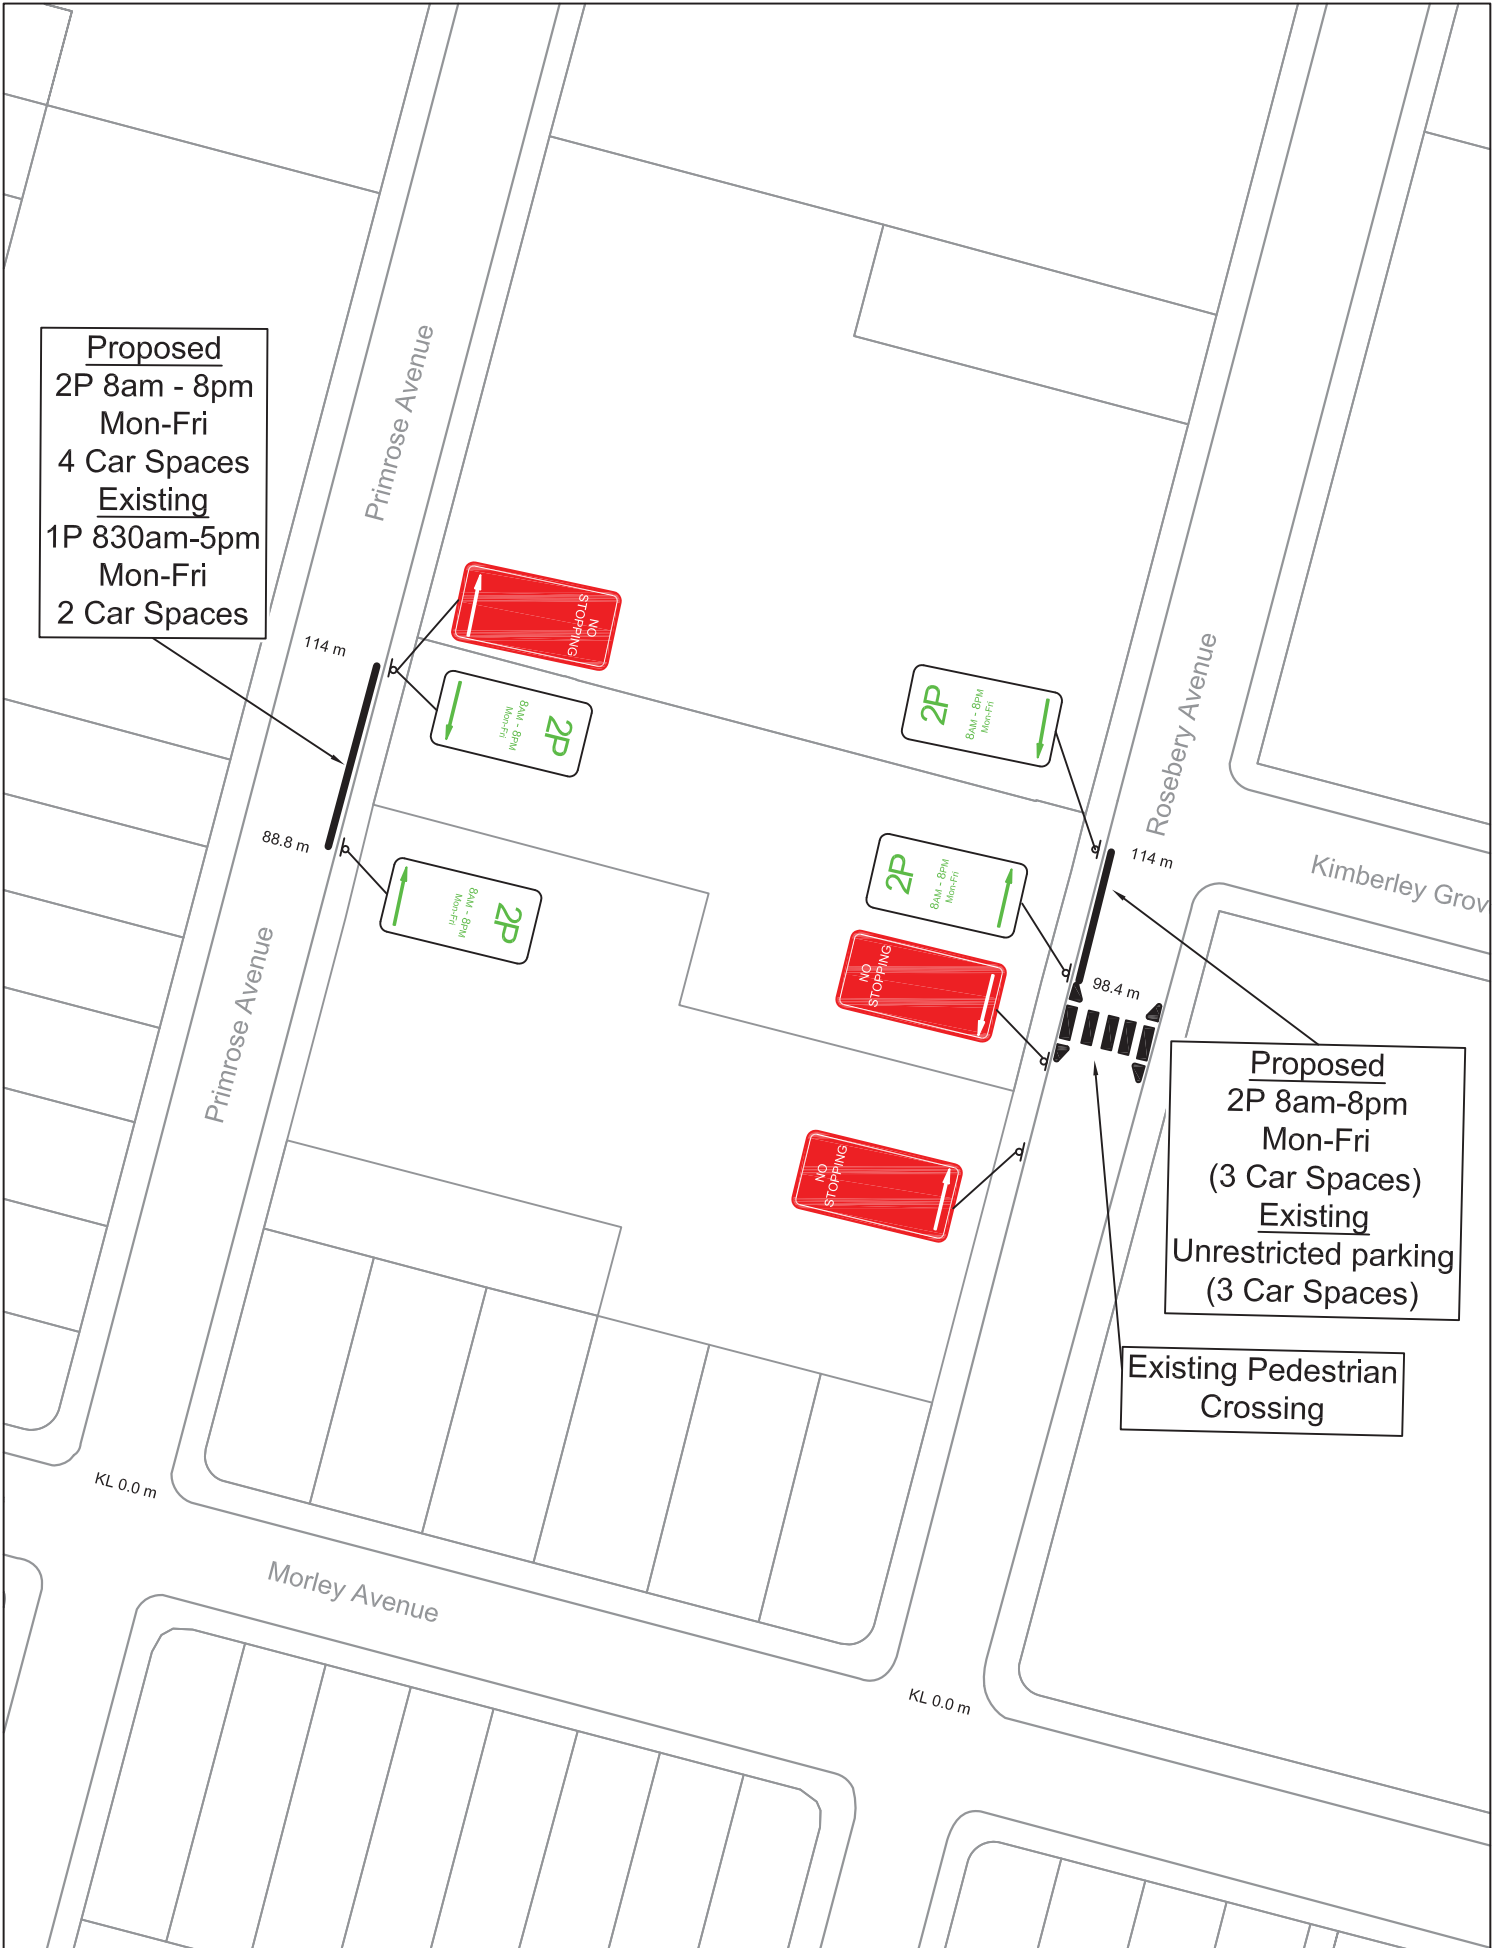 Proposed
2P 8am - 8pm
Mon-Fri
4 Car Spaces
Existing
1P 830am-5pm
Mon-Fri
2 Car Spaces
Primrose Avenue
114 m
NO
STOPPING
2P
8AM - 8PM
Mon-Fri
88.8 m
2P
8AM - 8PM
Mon-Fri
Primrose Avenue
2P
8AM - 8PM
Mon-Fri
Rosebery Avenue
114 m
Kimberley Grov
2P
8AM - 8PM
Mon-Fri
NO
STOPPING
98.4 m
Proposed
2P 8am-8pm
Mon-Fri
(3 Car Spaces)
Existing
Unrestricted parking
(3 Car Spaces)
NO
STOPPING
Existing Pedestrian
Crossing
KL 0.0 m
Morley Avenue
KL 0.0 m